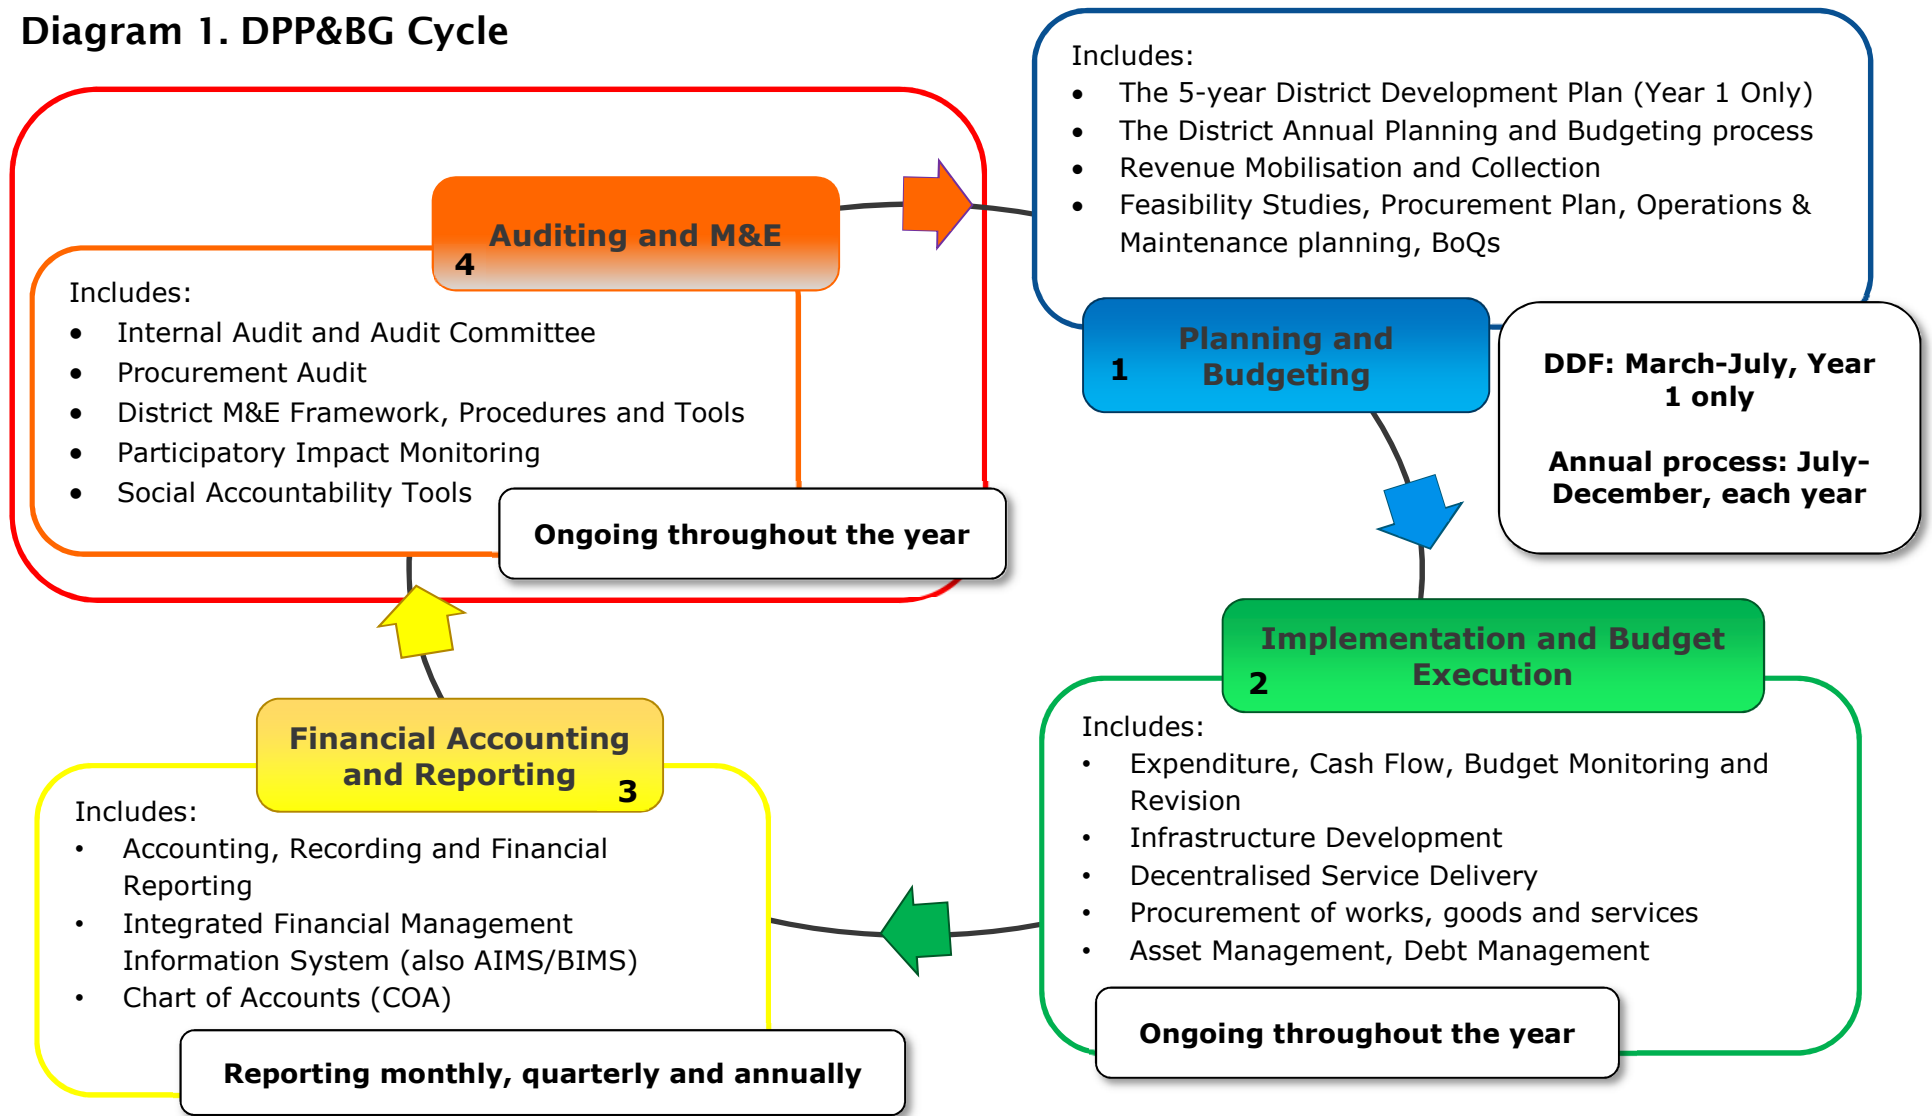 Diagram 1. DPP&BG Cycle
Includes:
• The 5-year District Development Plan (Year 1 Only)
• The District Annual Planning and Budgeting process
• Revenue Mobilisation and Collection
• Feasibility Studies, Procurement Plan, Operations &
Maintenance planning, BoQs
Planning and
Budgeting
1
DDF: March-July, Year
1 only
Annual process: July-
December, each year
Implementation and Budget
Execution
2
Includes:
• Expenditure, Cash Flow, Budget Monitoring and
Revision
• Infrastructure Development
• Decentralised Service Delivery
• Procurement of works, goods and services
• Asset Management, Debt Management
Ongoing throughout the year
Financial Accounting
and Reporting
3
Includes:
• Accounting, Recording and Financial
Reporting
• Integrated Financial Management
Information System (also AIMS/BIMS)
• Chart of Accounts (COA)
Reporting monthly, quarterly and annually
Auditing and M&E
4
Includes:
• Internal Audit and Audit Committee
• Procurement Audit
• District M&E Framework, Procedures and Tools
• Participatory Impact Monitoring
• Social Accountability Tools
Ongoing throughout the year